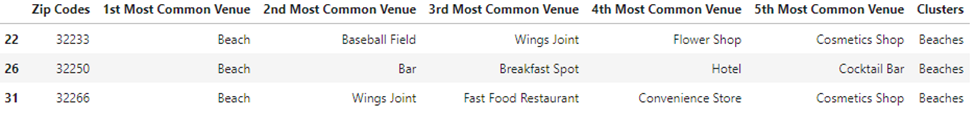 Zip Codes 1st Most Common Venue 2nd Most Common Venue 3rd Most Common Venue 4th Most Common Venue 5th Most Common Venue Clusters
22 32233 Beach Baseball Field Wings Joint Flower Shop Cosmetics Shop Beaches
26 32250 Beach Bar Breakfast Spot Hotel Cocktail Bar Beaches
31 32266 Beach Wings Joint Fast Food Restaurant Convenience Store Cosmetics Shop Beaches